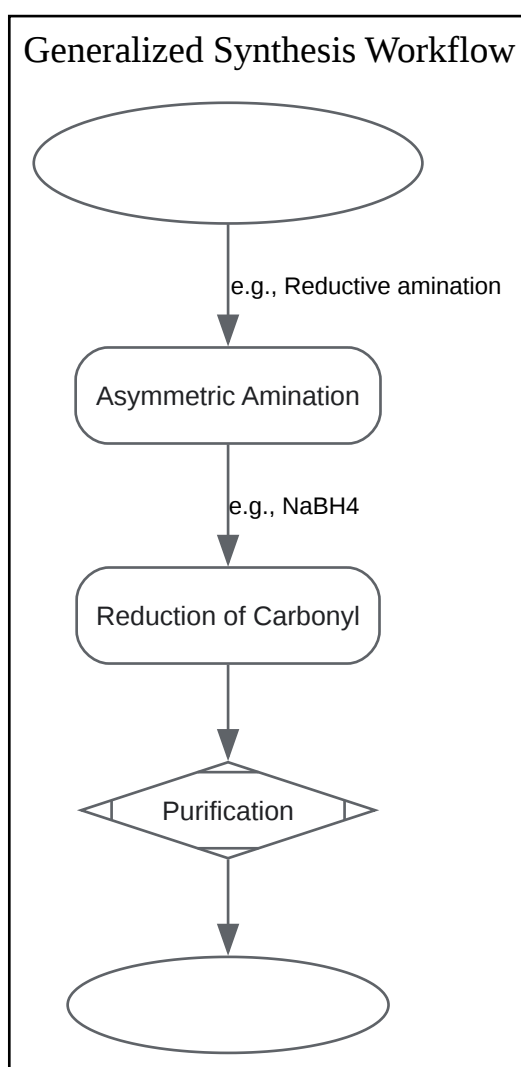 Generalized Synthesis Workflow
e.g., Reductive amination
Asymmetric Amination
e.g., NaBH4
Reduction of Carbonyl
Purification